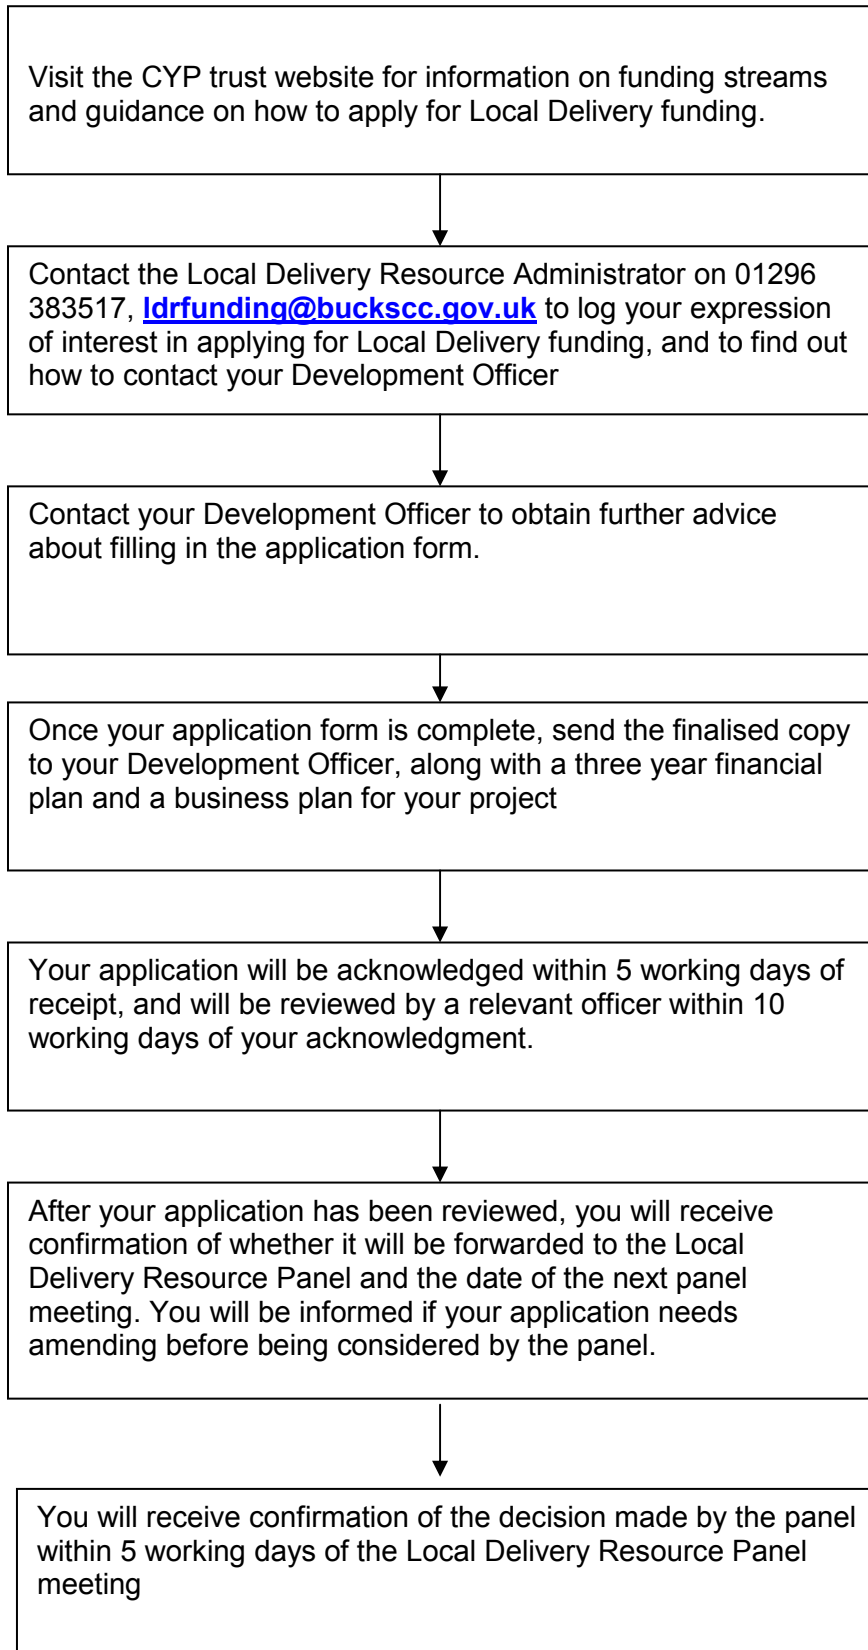 Visit the CYP trust website for information on funding streams
and guidance on how to apply for Local Delivery funding.
Contact the Local Delivery Resource Administrator on 01296
383517, ldrfunding@buckscc.gov.uk to log your expression
of interest in applying for Local Delivery funding, and to find out
how to contact your Development Officer
Contact your Development Officer to obtain further advice
about filling in the application form.
Once your application form is complete, send the finalised copy
to your Development Officer, along with a three year financial
plan and a business plan for your project
Your application will be acknowledged within 5 working days of
receipt, and will be reviewed by a relevant officer within 10
working days of your acknowledgment.
After your application has been reviewed, you will receive
confirmation of whether it will be forwarded to the Local
Delivery Resource Panel and the date of the next panel
meeting. You will be informed if your application needs
amending before being considered by the panel.
You will receive confirmation of the decision made by the panel
within 5 working days of the Local Delivery Resource Panel
meeting